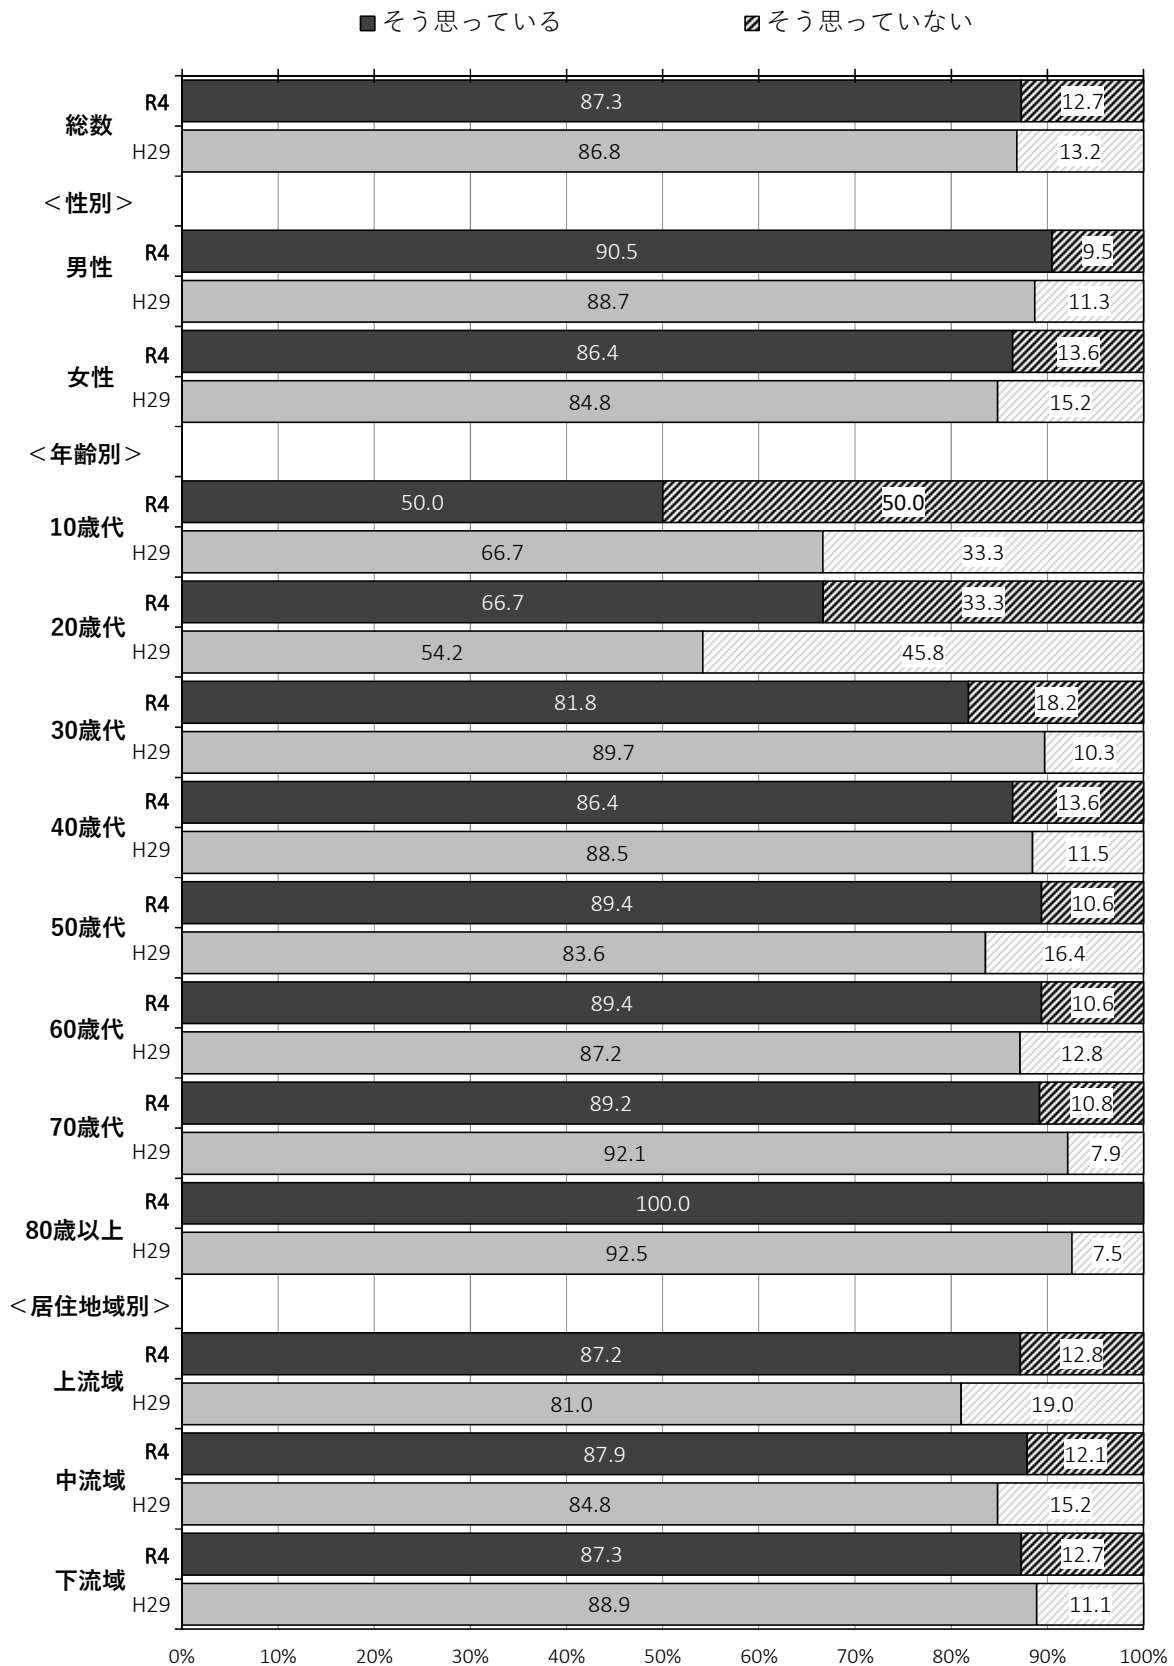 そう思っている そう思っていない
総数
R4 87.3 12.7
H29 86.8 13.2
＜性別＞
男性
R4 90.5 9.5
H29 88.7 11.3
女性
R4 86.4 13.6
H29 84.8 15.2
＜年齢別＞
10歳代
R4 50.0 50.0
H29 66.7 33.3
20歳代
R4 66.7 33.3
H29 54.2 45.8
30歳代
R4 81.8 18.2
H29 89.7 10.3
40歳代
R4 86.4 13.6
H29 88.5 11.5
50歳代
R4 89.4 10.6
H29 83.6 16.4
60歳代
R4 89.4 10.6
H29 87.2 12.8
70歳代
R4 89.2 10.8
H29 92.1 7.9
80歳以上
R4 100.0
H29 92.5 7.5
＜居住地域別＞
上流域
R4 87.2 12.8
H29 81.0 19.0
中流域
R4 87.9 12.1
H29 84.8 15.2
下流域
R4 87.3 12.7
H29 88.9 11.1
0% 10% 20% 30% 40% 50% 60% 70% 80% 90% 100%